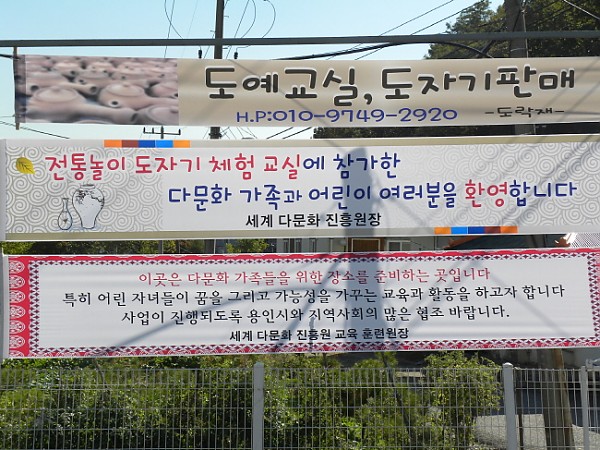 도예교실, 도자기판매
H.P:010-9749-2920
-도락재-
전통놀이 도자기 체험 교실에 참가한
다문화 가족과 어린이 여러분을 환영합니다
세계 다문화 진흥원장
이곳은 다문화 가족들을 위한 장소를 준비하는 곳입니다
특히 어린 자녀들이 꿈을 그리고 가능성을 가꾸는 교육과 활동을 하고자 합니다
사업이 진행되도록 용인시와 지역사회의 많은 협조 바랍니다.
세계 다문화 진흥원 교육 훈련원장